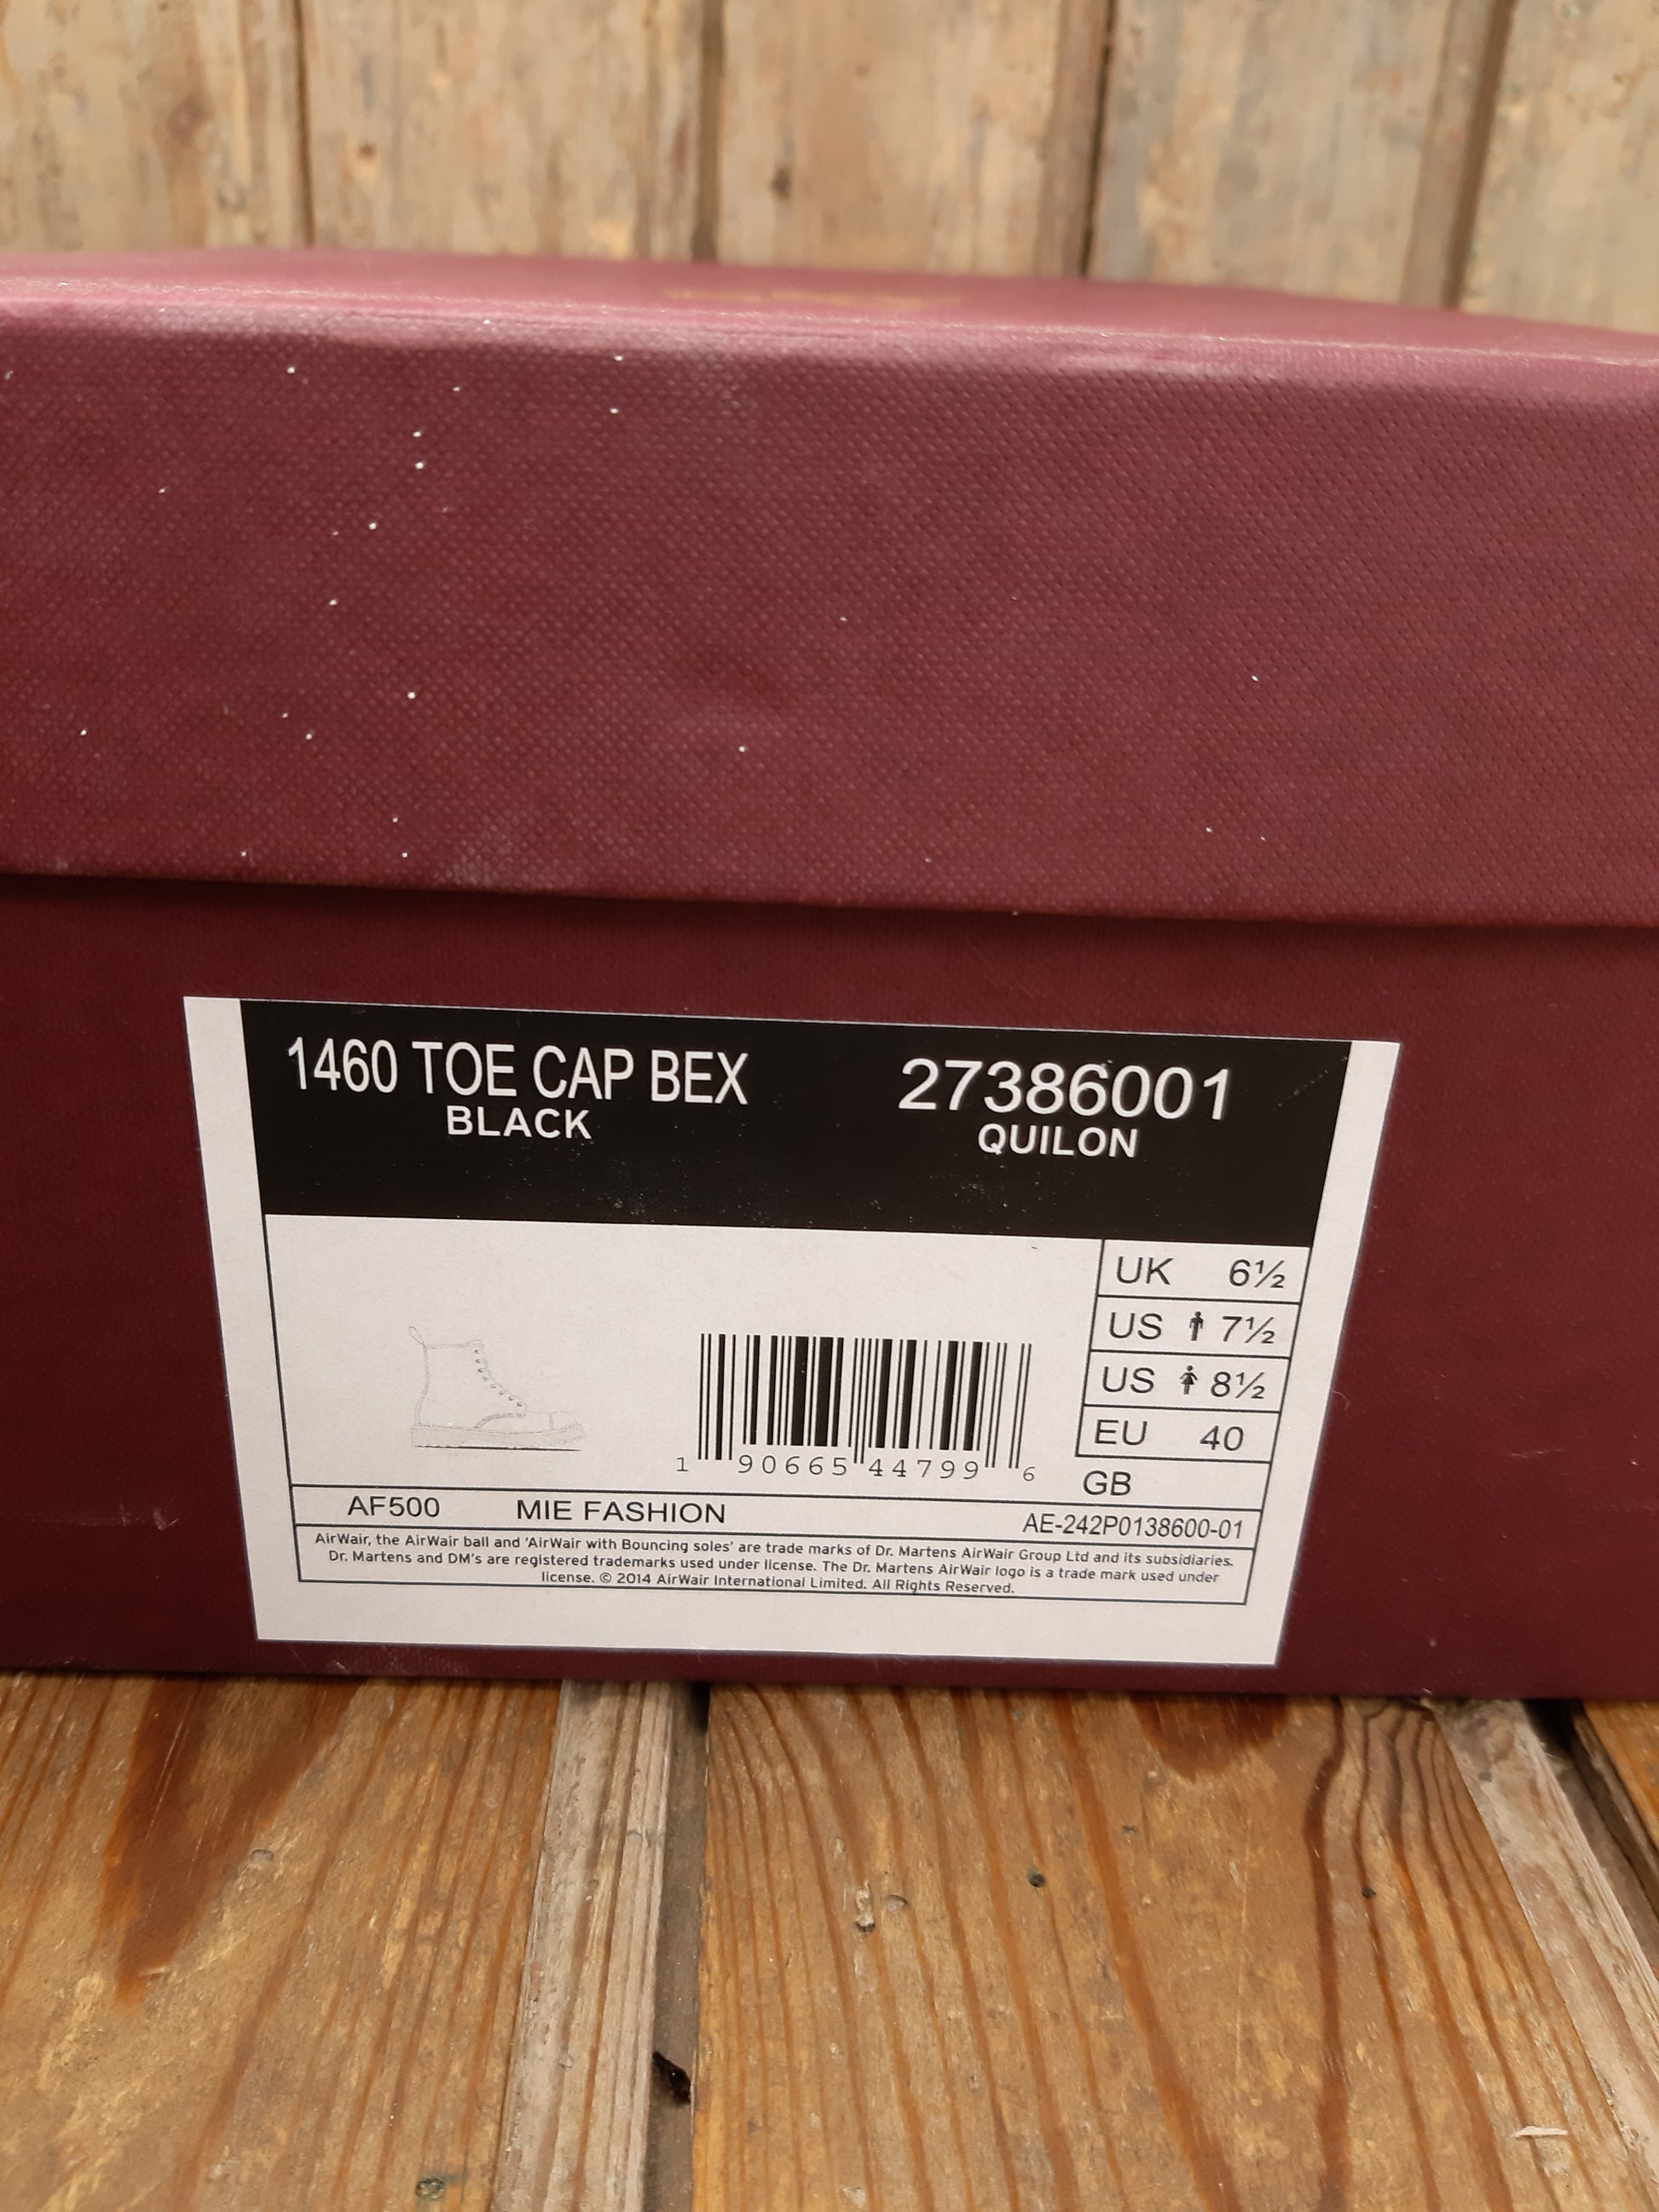 1460 TOE CAP BEX
BLACK
27386001
QUILON
UK 6½
US 7½
US 8½
EU 40
GB
1 90665 44799 6
AF500 MIE FASHION AE-242P0138600-01
AirWair, the AirWair ball and 'AirWair with Bouncing soles' are trade marks of Dr. Martens AirWair Group Ltd and its subsidiaries.
Dr. Martens and DM's are registered trademarks used under license. The Dr. Martens AirWair logo is a trade mark used under
license. © 2014 AirWair International Limited. All Rights Reserved.